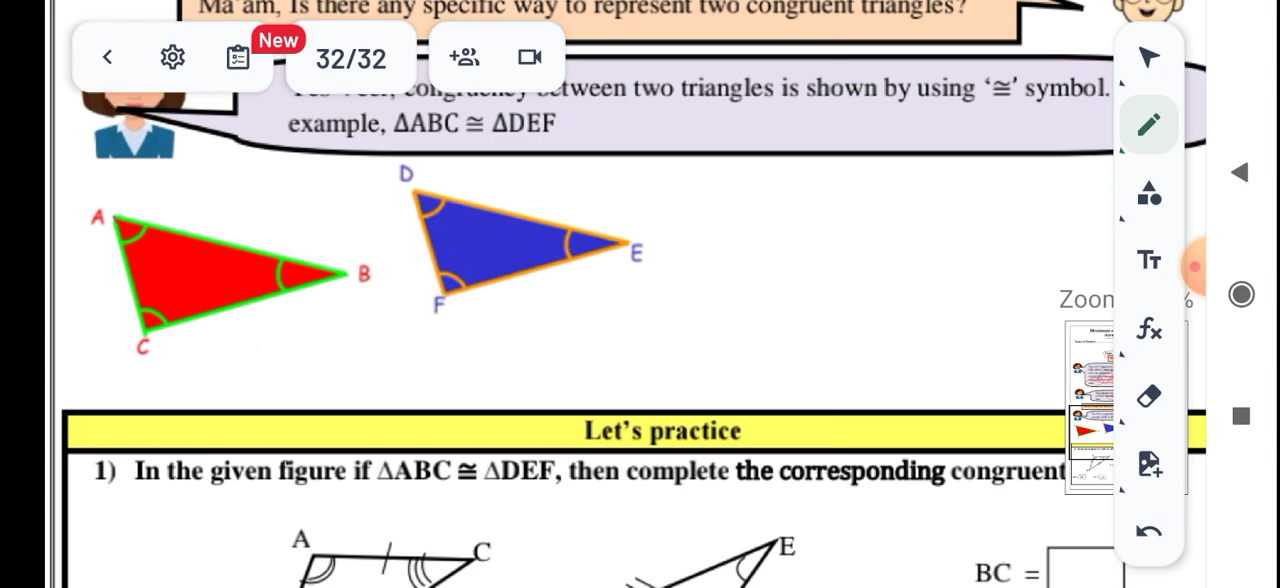 Ma'am, Is there any specific way to represent two congruent triangles?
New
32/32
between two triangles is shown by using ‘≅’ symbol.
example, ΔABC ≅ ΔDEF
D
A
B
E
F
C
Zoom
%
Tт
fx
Let's practice
1) In the given figure if ΔABC ≅ ΔDEF, then complete the corresponding congruent
A
C
E
BC =